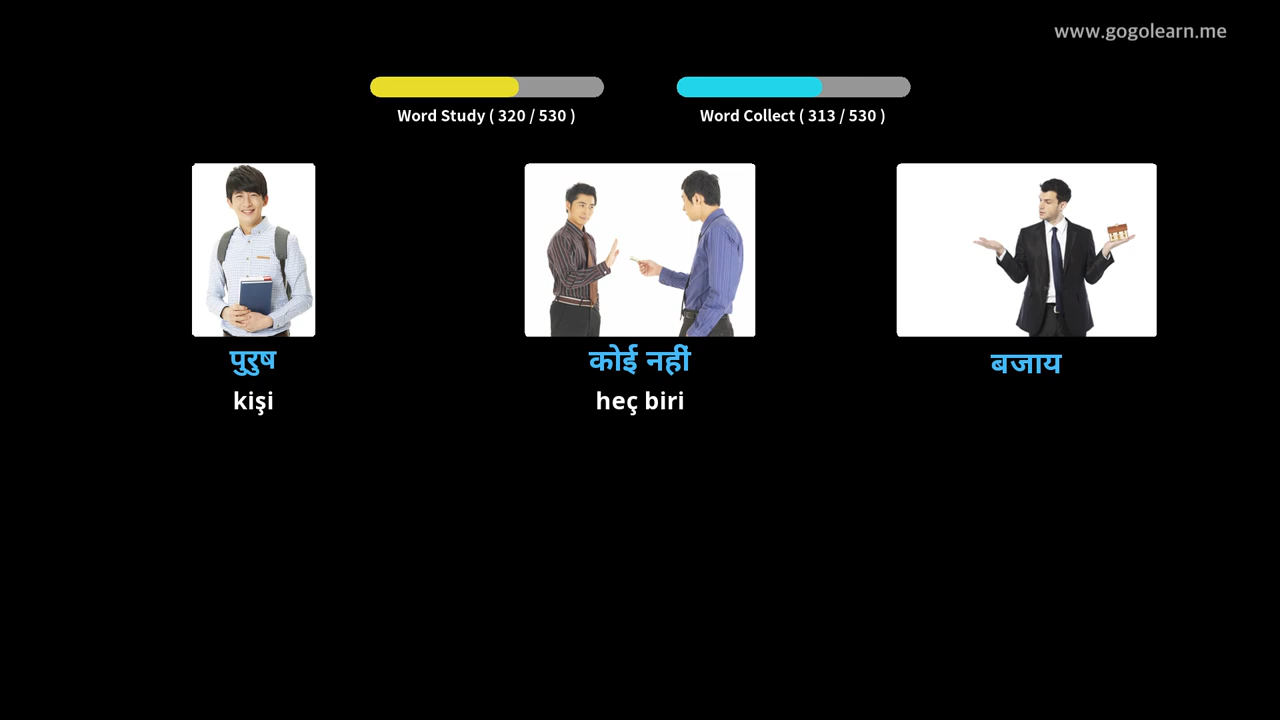 www.gogolearn.me
Word Study ( 320 / 530 )
Word Collect ( 313 / 530 )
पुरुष
कोई नहीं
बजाय
kişi
heç biri